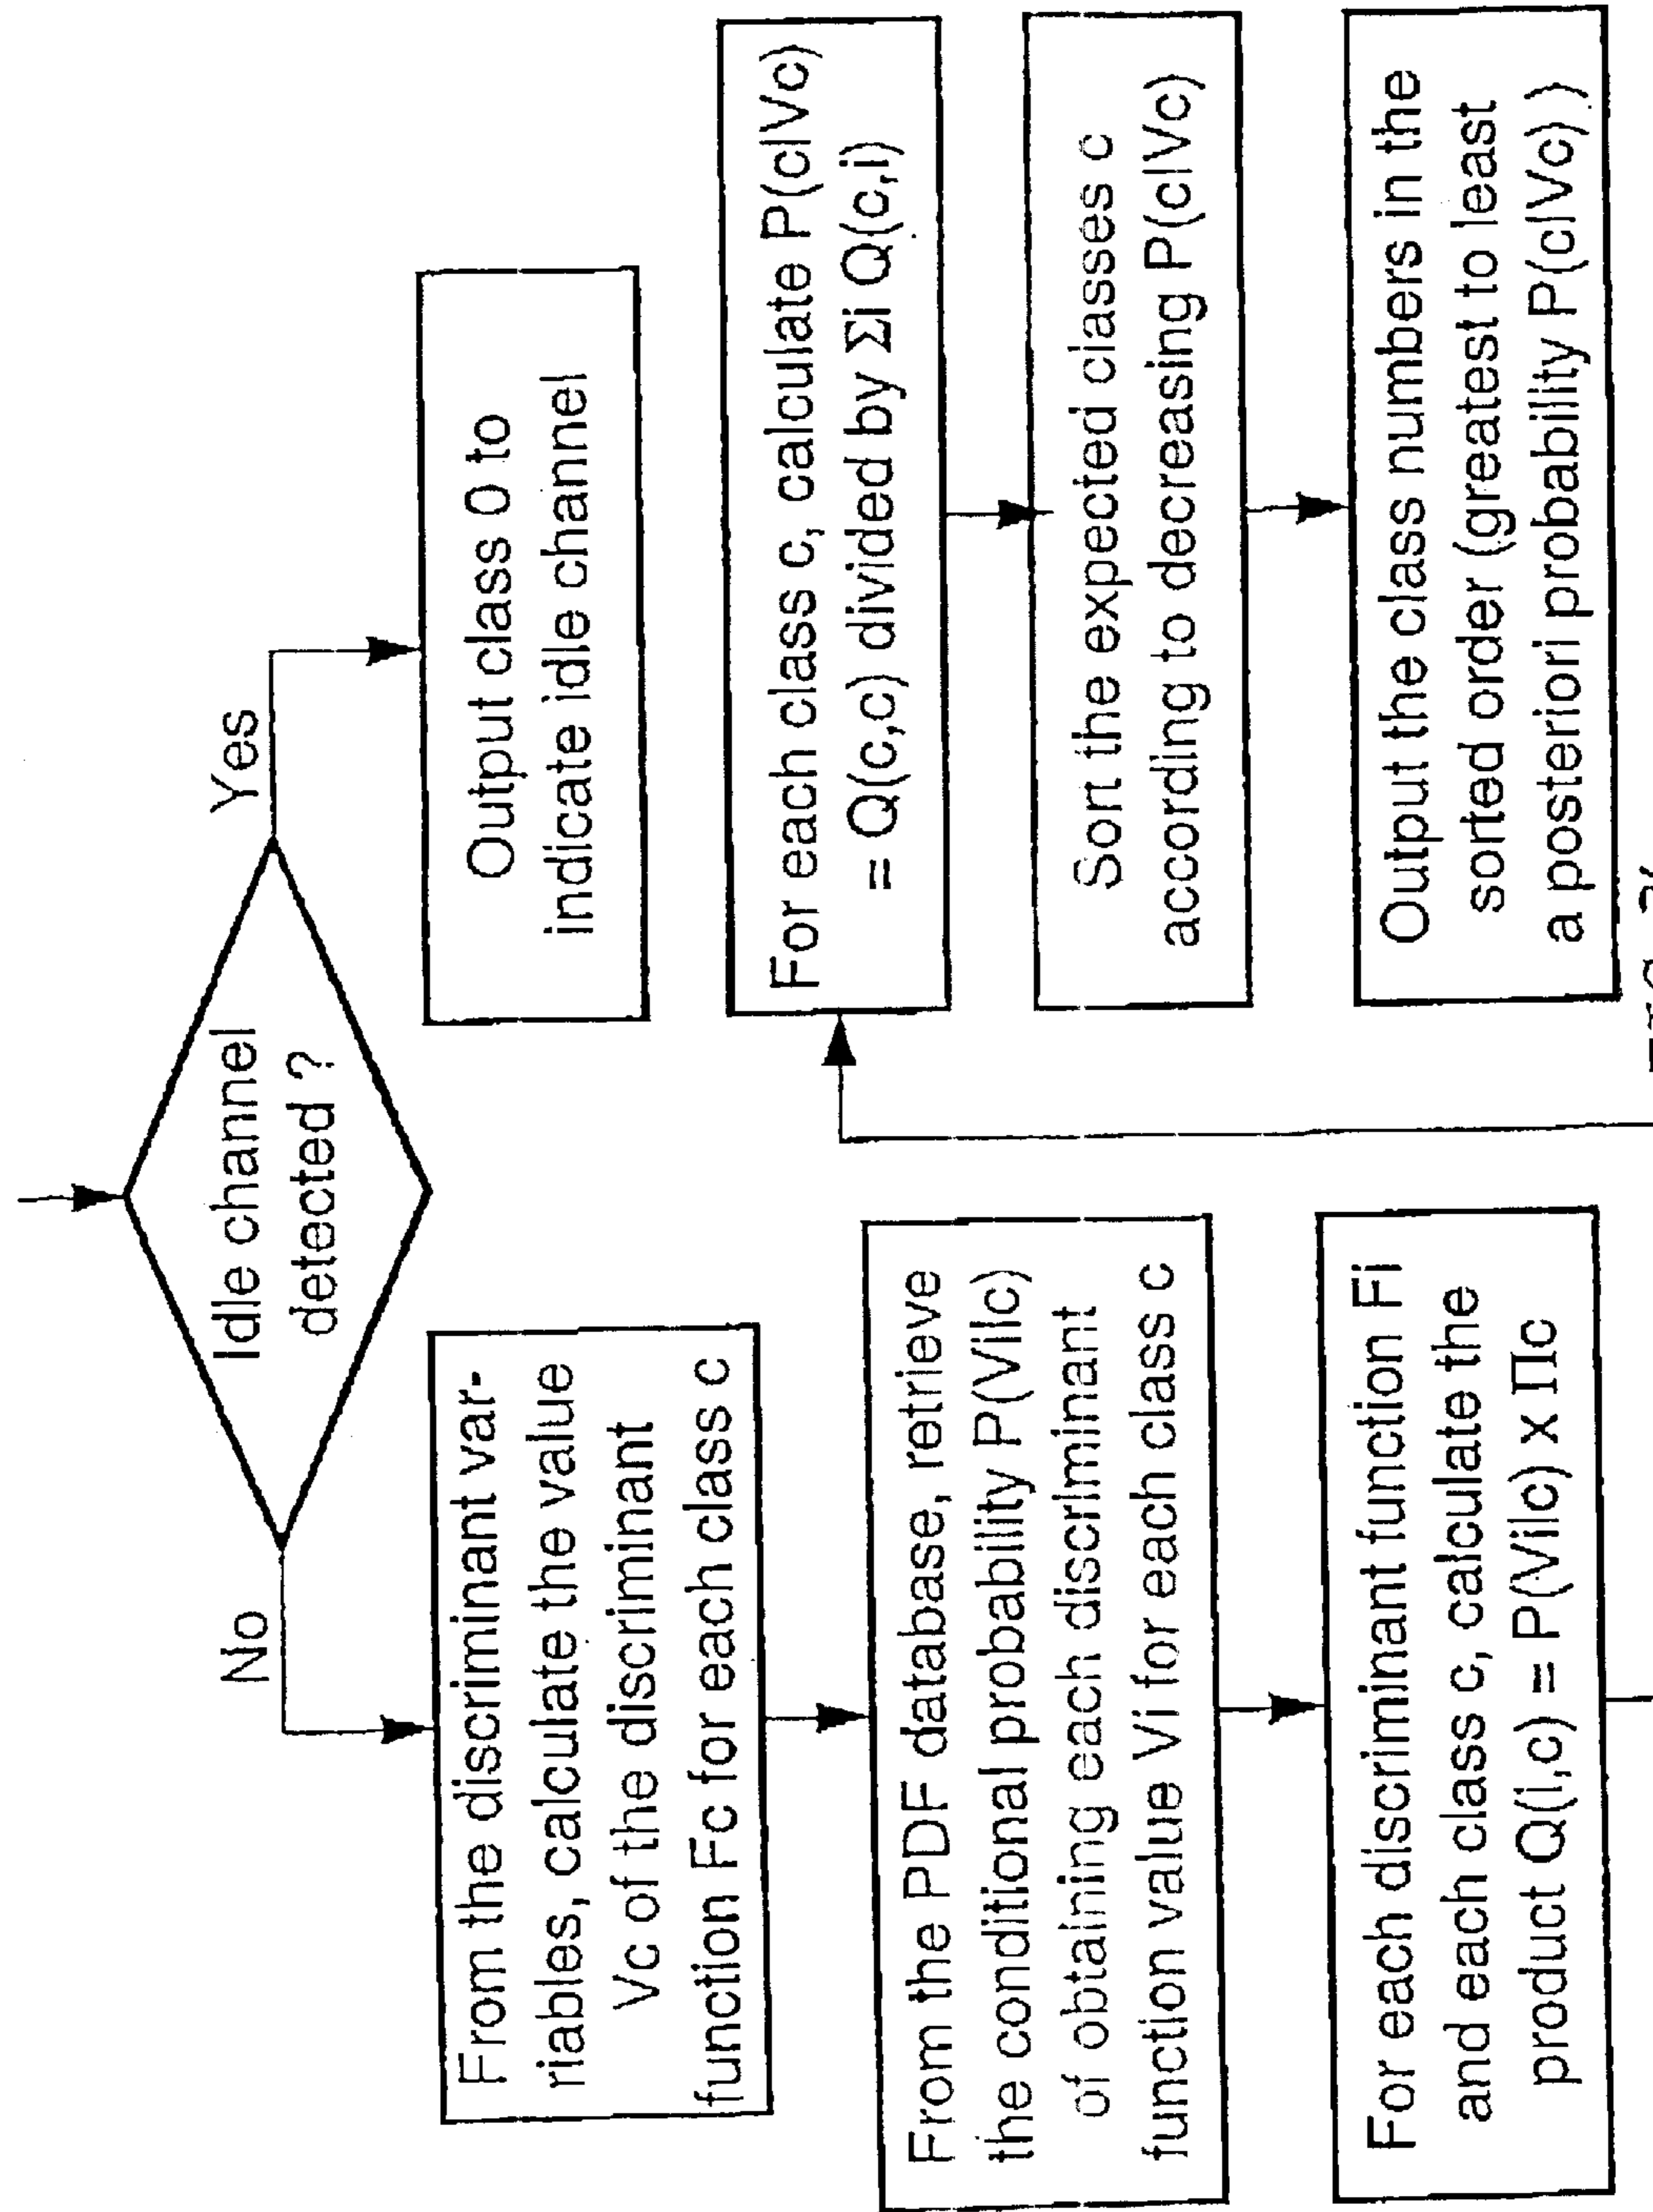 Idle channel
detected ?
Yes
No
Output class 0 to
indicate idle channel
From the discriminant var-
riables, calculate the value
Vc of the discriminant
function Fc for each class c
From the PDF database, retrieve
the conditional probability P(Vi|c)
of obtaining each discriminant
function value Vi for each class c
For each discriminant function Fi
and each class c, calculate the
product Q(i,c) = P(Vi|c) x Πc
For each class c, calculate P(c|Vc)
= Q(c,c) divided by Σi Q(c,i)
Sort the expected classes c
according to decreasing P(c|Vc)
Output the class numbers in the
sorted order (greatest to least
a posteriori probability P(c|Vc) )